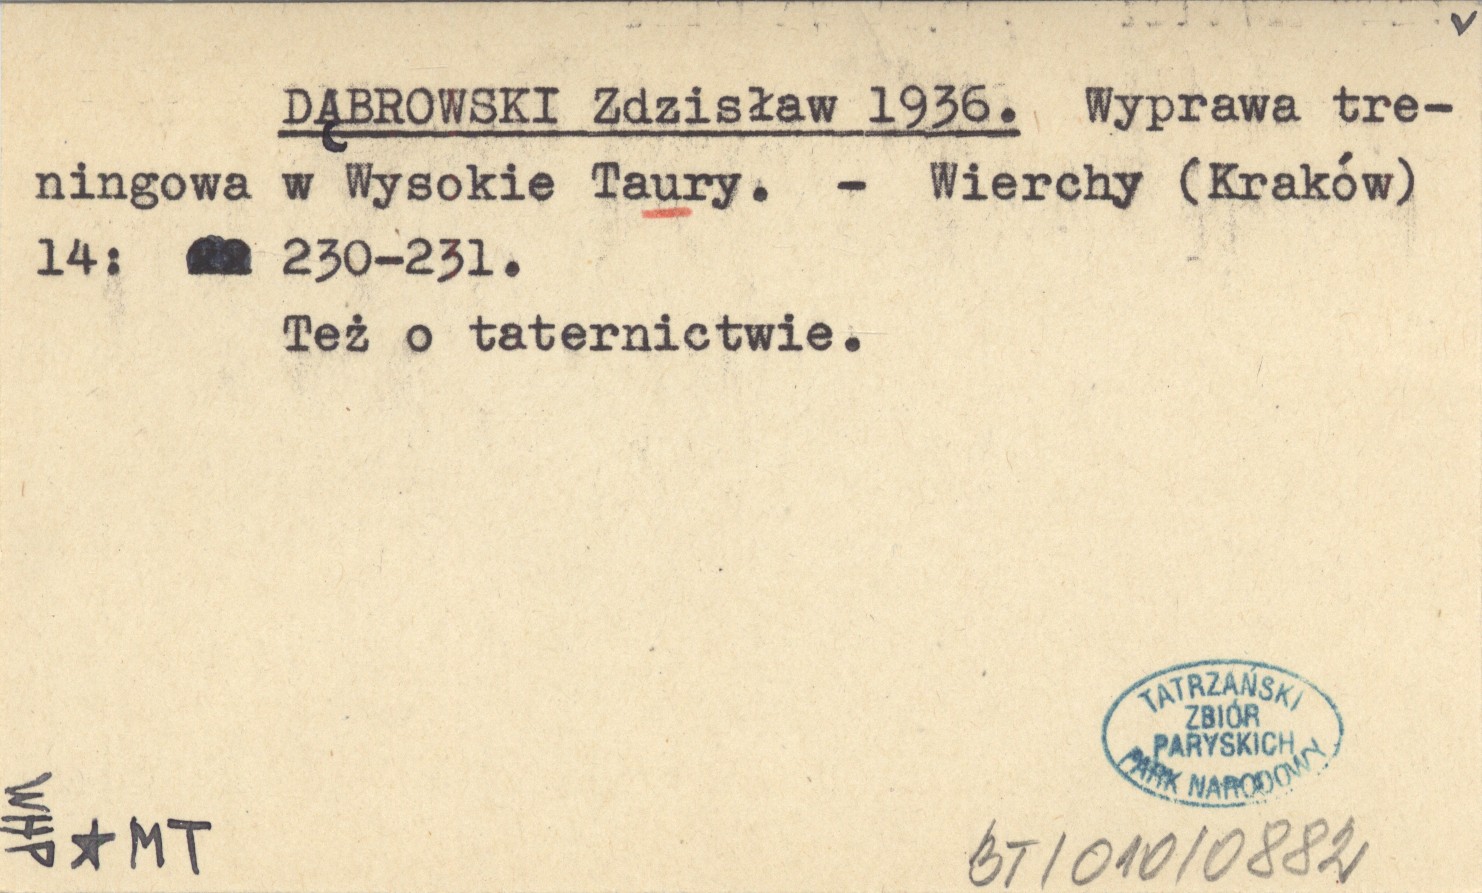 DĄBROWSKI Zdzisław 1936. Wyprawa tre-
ningowa w Wysokie Taury. - Wierchy (Kraków)
14: 230-231.
Też o taternictwie.
TATRZAŃSKI
ZBIÓR
PARYSKICH
PARK NARODOWY
WHP
★ MT
BT/010/0882